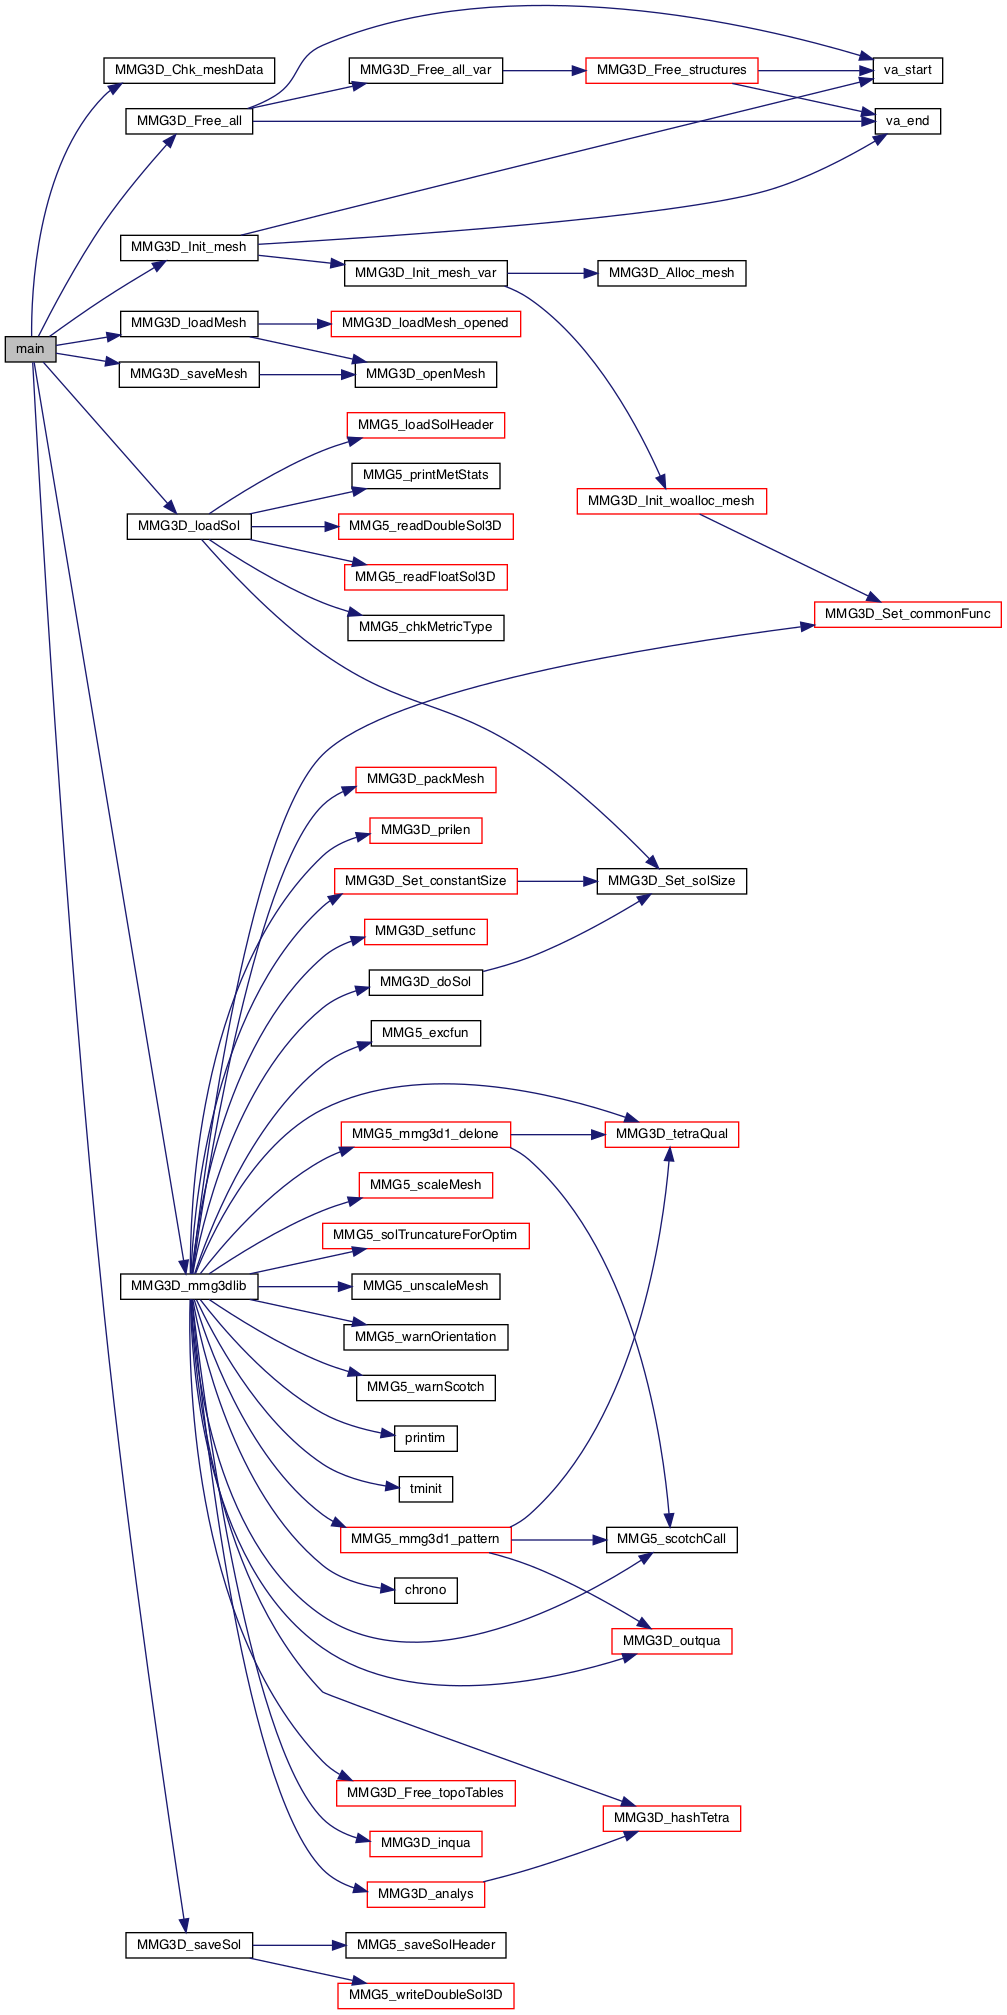 MMG3D_Chk_meshData
MMG3D_Free_all_var
MMG3D_Free_structures
va_start
MMG3D_Free_all
va_end
MMG3D_Init_mesh
MMG3D_Init_mesh_var
MMG3D_Alloc_mesh
MMG3D_loadMesh
MMG3D_loadMesh_opened
main
MMG3D_saveMesh
MMG3D_openMesh
MMG5_loadSolHeader
MMG5_printMetStats
MMG3D_Init_woalloc_mesh
MMG3D_loadSol
MMG5_readDoubleSol3D
MMG5_readFloatSol3D
MMG3D_Set_commonFunc
MMG5_chkMetricType
MMG3D_packMesh
MMG3D_prilen
MMG3D_Set_constantSize
MMG3D_Set_solSize
MMG3D_setfunc
MMG3D_doSol
MMG5_excfun
MMG5_mmg3d1_delone
MMG3D_tetraQual
MMG5_scaleMesh
MMG5_solTruncatureForOptim
MMG3D_mmg3dlib
MMG5_unscaleMesh
MMG5_warnOrientation
MMG5_warnScotch
printim
tminit
MMG5_mmg3d1_pattern
MMG5_scotchCall
chrono
MMG3D_outqua
MMG3D_Free_topoTables
MMG3D_hashTetra
MMG3D_inqua
MMG3D_analys
MMG3D_saveSol
MMG5_saveSolHeader
MMG5_writeDoubleSol3D